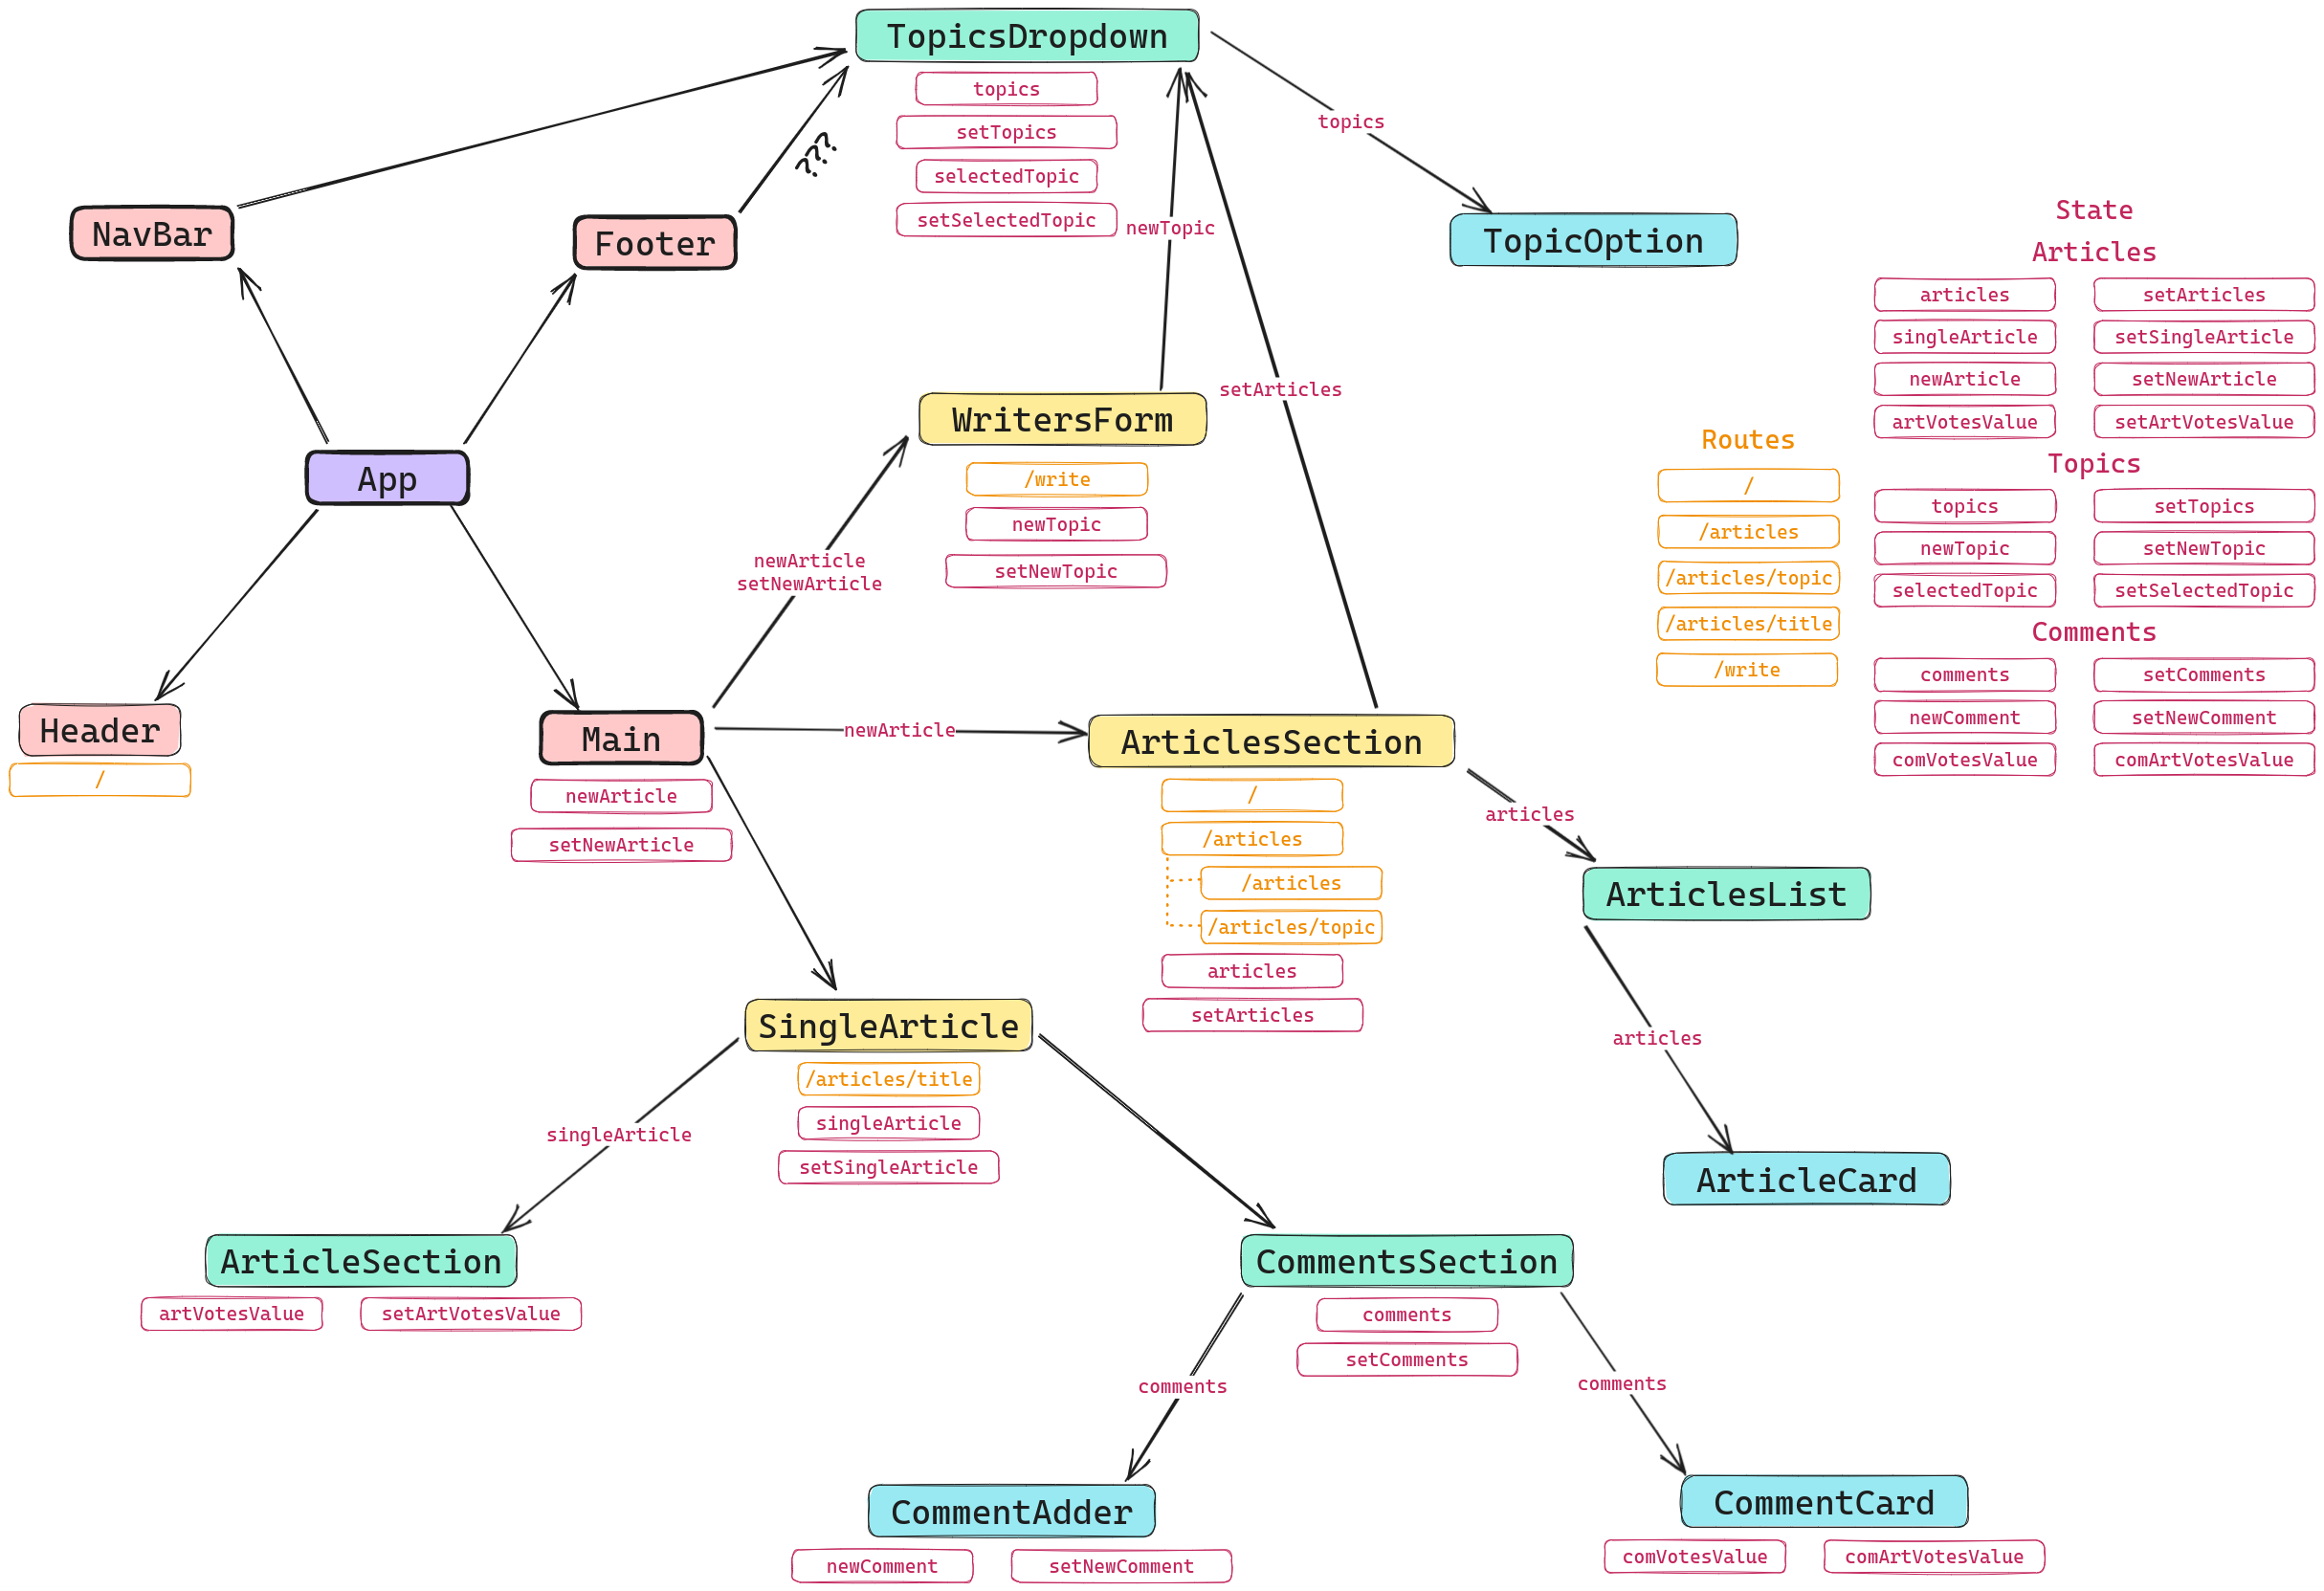 TopicsDropdown
topics
setTopics
selectedTopic
setSelectedTopic
topics
???
NavBar
Footer
newTopic
TopicOption
App
WritersForm
/write
newTopic
setNewTopic
setArticles
newArticle
setNewArticle
Header
/
Main
newArticle
setNewArticle
newArticle
ArticlesSection
/
/articles
/articles
/articles/topic
articles
setArticles
articles
ArticlesList
articles
ArticleCard
SingleArticle
/articles/title
singleArticle
setSingleArticle
singleArticle
ArticleSection
artVotesValue
setArtVotesValue
CommentsSection
comments
setComments
comments
comments
CommentAdder
newComment
setNewComment
CommentCard
comVotesValue
comArtVotesValue
Routes
/
/articles
/articles/topic
/articles/title
/write
State
Articles
articles setArticles
singleArticle setSingleArticle
newArticle setNewArticle
artVotesValue setArtVotesValue
Topics
topics setTopics
newTopic setNewTopic
selectedTopic setSelectedTopic
Comments
comments setComments
newComment setNewComment
comVotesValue comArtVotesValue